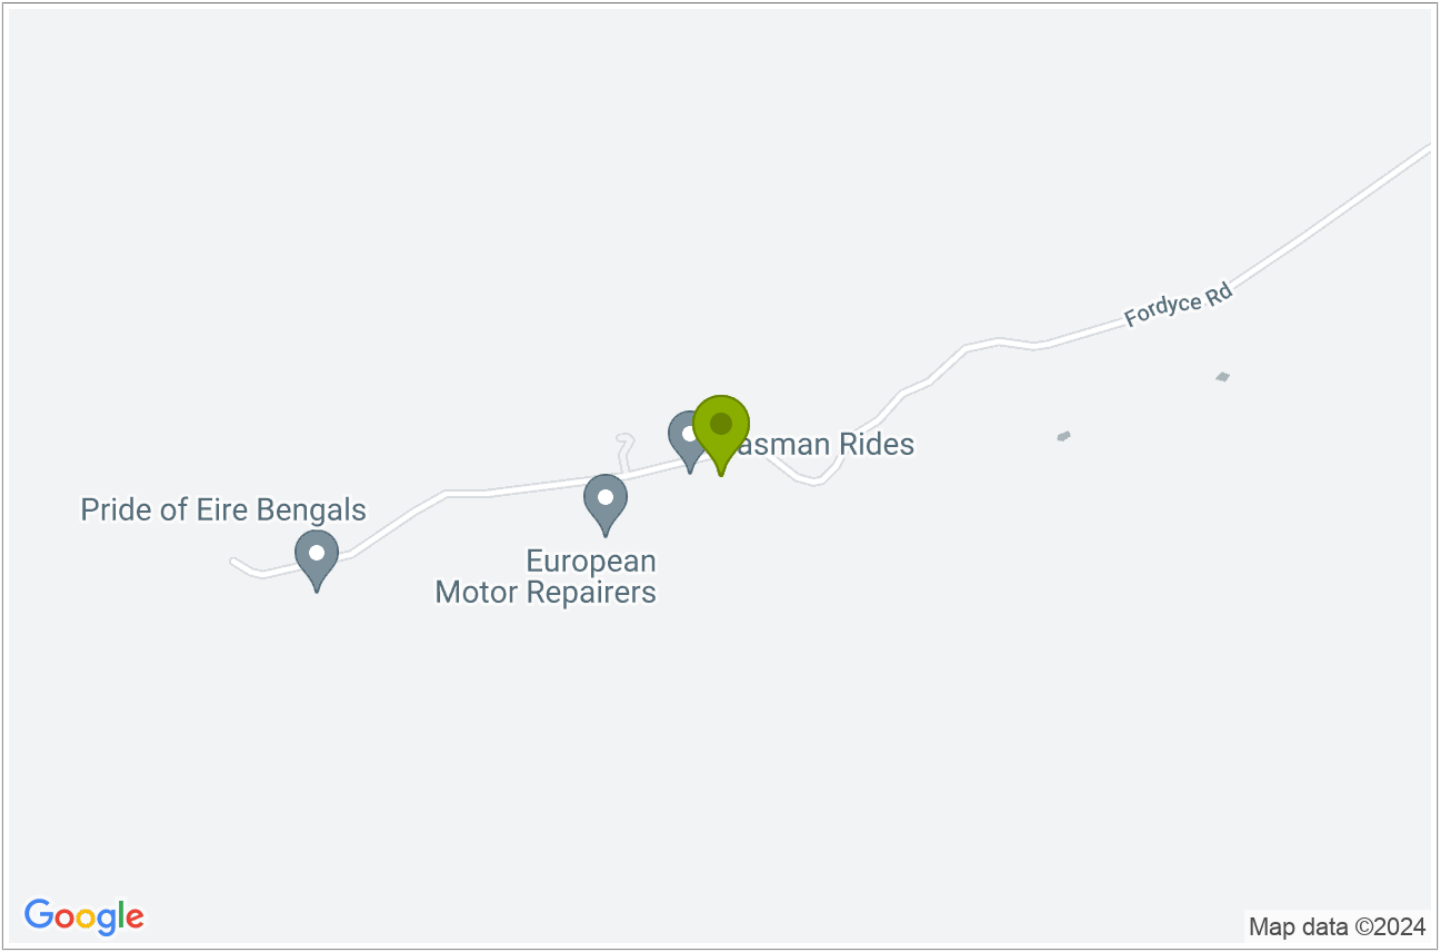 Fordyce Rd
asman Rides
Pride of Eire Bengals
European
Motor Repairers
Google
Map data ©2024